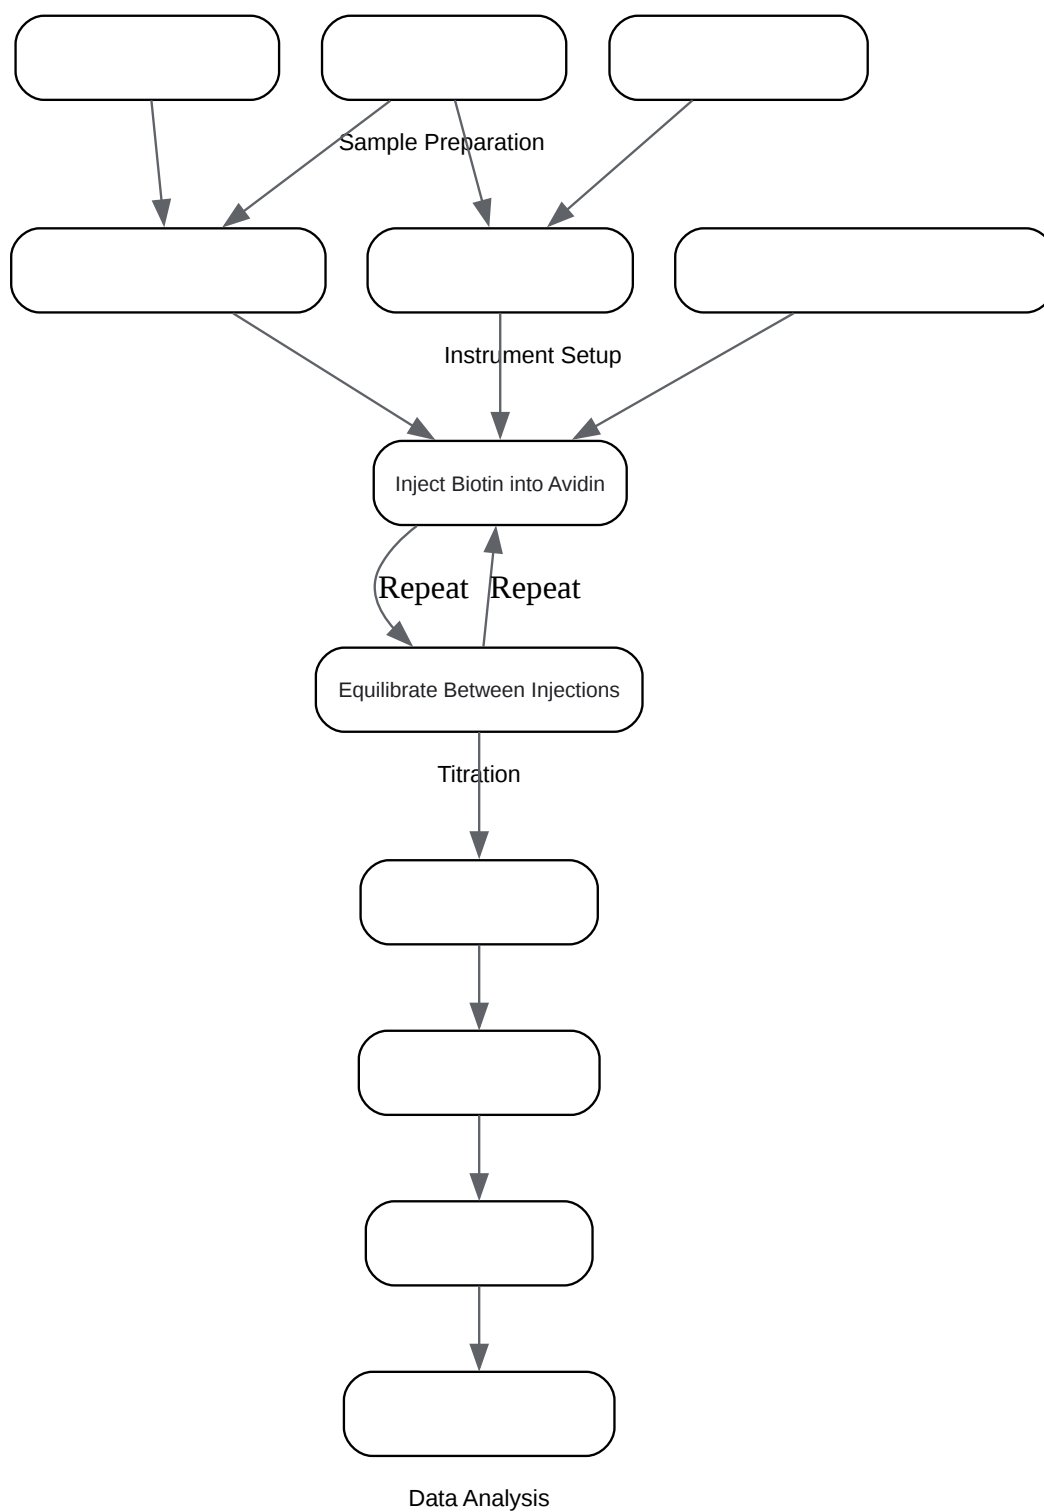 Sample Preparation
Instrument Setup
Inject Biotin into Avidin
Repeat
Repeat
Equilibrate Between Injections
Titration
Data Analysis